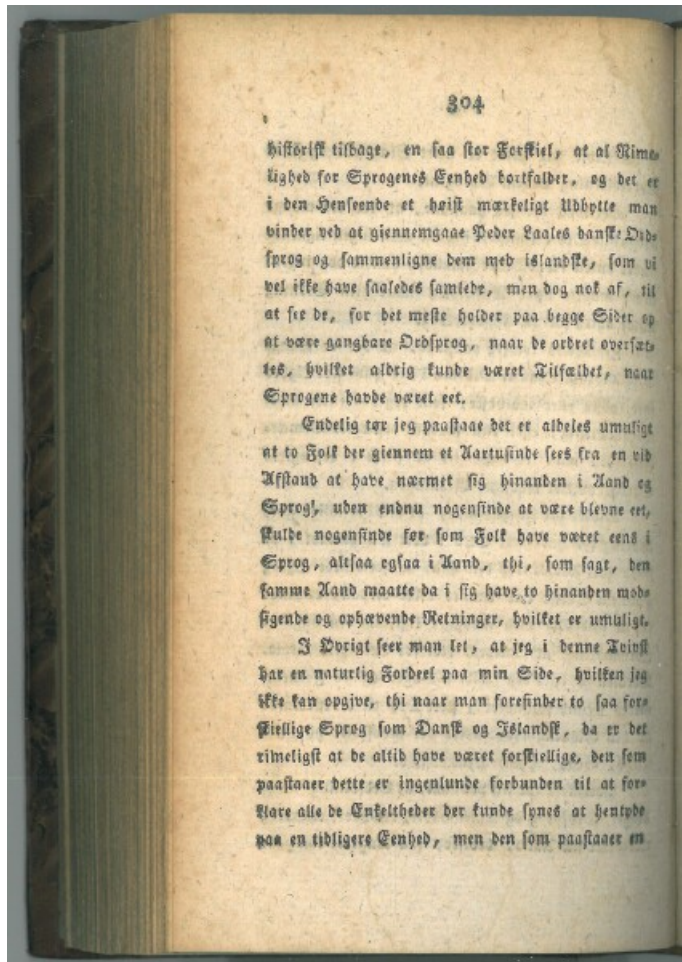 304
historisk tilbage, en saa stor Forskiel, at al Rime-
lighed for Sprogenes Eenhed bortfalder, og det er
i den Henseende et høist mærkeligt Udbytte man
vinder ved at giennemgaae Peder Laales danske Ord-
sprog og sammenligne dem med islandske, som vi
vel ikke have saaledes samlede, men dog nok af, til
at see de, for det meste holder paa begge Sider op
at være gangbare Ordsprog, naar de ordret oversæt-
tes, hvilket aldrig kunde været Tilfældet, naar
Sprogene havde været eet.
Endelig tør jeg paastaae det er aldeles umuligt
at to Folk der giennem et Aartusinde sees fra en vid
Afstand at have nærmet sig hinanden i Aand og
Sprog, uden endnu nogensinde at være blevne eet,
skulde nogensinde før som Folk have været eens i
Sprog, altsaa ogsaa i Aand, thi, som sagt, den
samme Aand maatte da i sig have to hinanden mod-
sigende og ophævende Retninger, hvilket er umuligt.
I Øvrigt seer man let, at jeg i denne Tvivst
har en naturlig Fordeel paa min Side, hvilken jeg
ikke kan opgive, thi naar man forefinder to saa for-
skiellige Sprog som Dansk og Islandsk, da er det
rimeligst at de altid have været forskiellige, den som
paastaaer dette er ingenlunde forbunden til at for-
klare alle de Enkeltheder der kunde synes at hentyde
paa en tidligere Eenhed, men den som paastaaer en